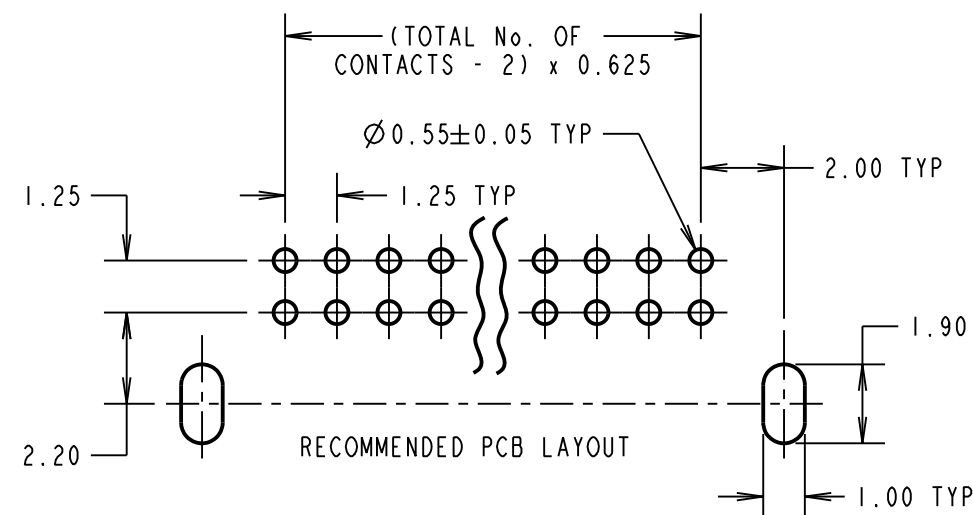 (TOTAL No. OF
CONTACTS - 2) x 0.625
Ø0.55±0.05 TYP
2.00 TYP
1.25
1.25 TYP
1.90
2.20
RECOMMENDED PCB LAYOUT
1.00 TYP